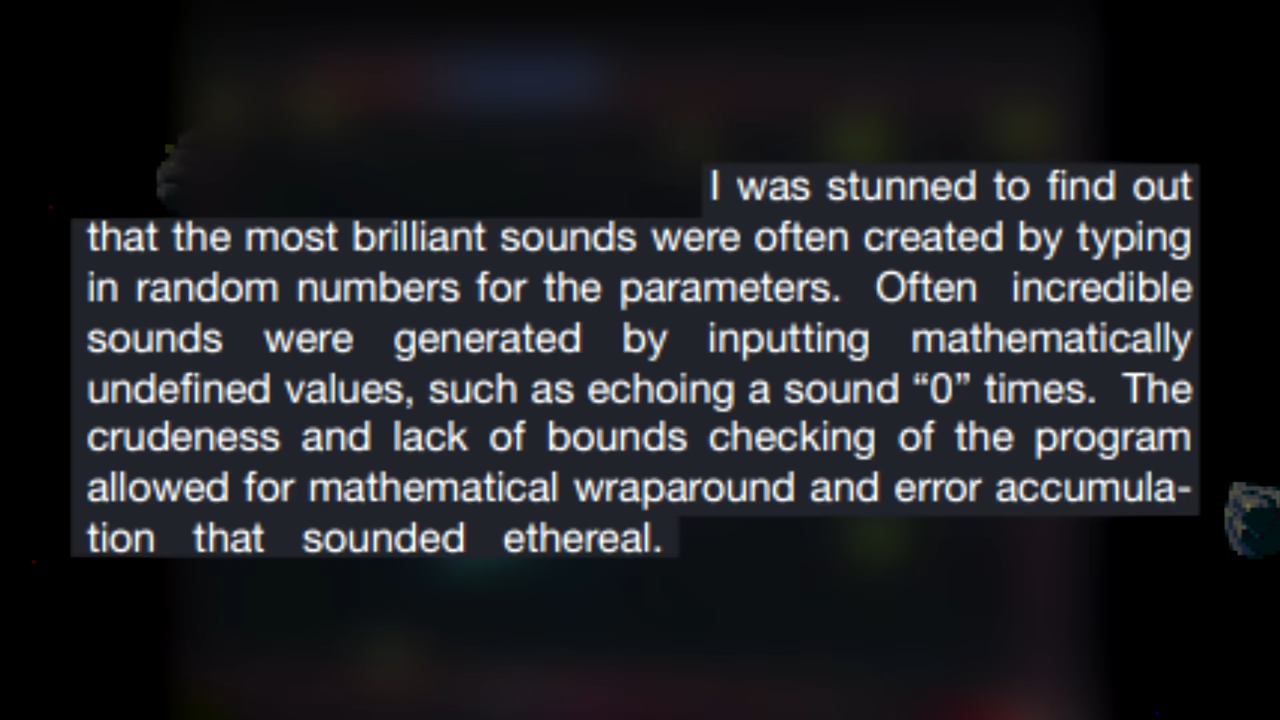 I was stunned to find out
that the most brilliant sounds were often created by typing
in random numbers for the parameters. Often incredible
sounds were generated by inputting mathematically
undefined values, such as echoing a sound “0” times. The
crudeness and lack of bounds checking of the program
allowed for mathematical wraparound and error accumula-
tion that sounded ethereal.